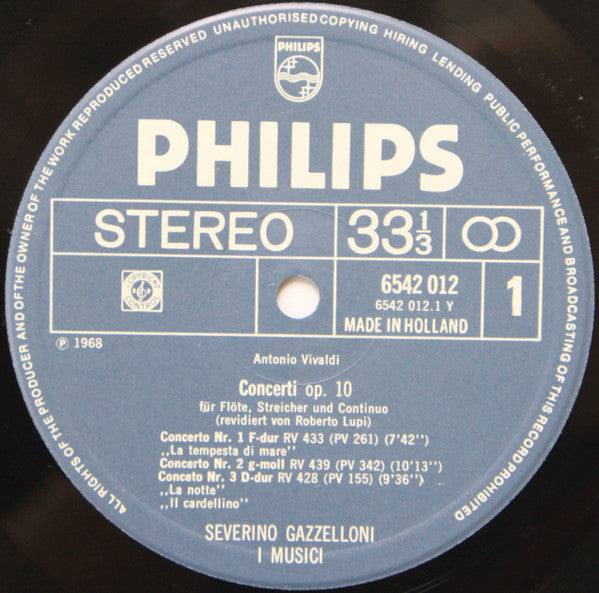 ALL RIGHTS OF THE PRODUCER AND OF THE OWNER OF THE WORK REPRODUCED RESERVED UNAUTHORISED COPYING HIRING LENDING PUBLIC PERFORMANCE AND BROADCASTING OF THIS RECORD PROHIBITED
PHILIPS
PHILIPS
STEREO 33 1/3
COPYRIGHT CONTROL
6542 012 1
6542 012.1 Y
MADE IN HOLLAND
℗ 1968
Antonio Vivaldi
Concerti op. 10
für Flöte, Streicher und Continuo
(revidiert von Roberto Lupi)
Concerto Nr. 1 F-dur RV 433 (PV 261) (7'42'')
,,La tempesta di mare''
Concerto Nr. 2 g-moll RV 439 (PV 342) (10'13'')
Conceto Nr. 3 D-dur RV 428 (PV 155) (9'36'')
,,La notte''
,,Il cardellino''
SEVERINO GAZZELLONI
I MUSICI